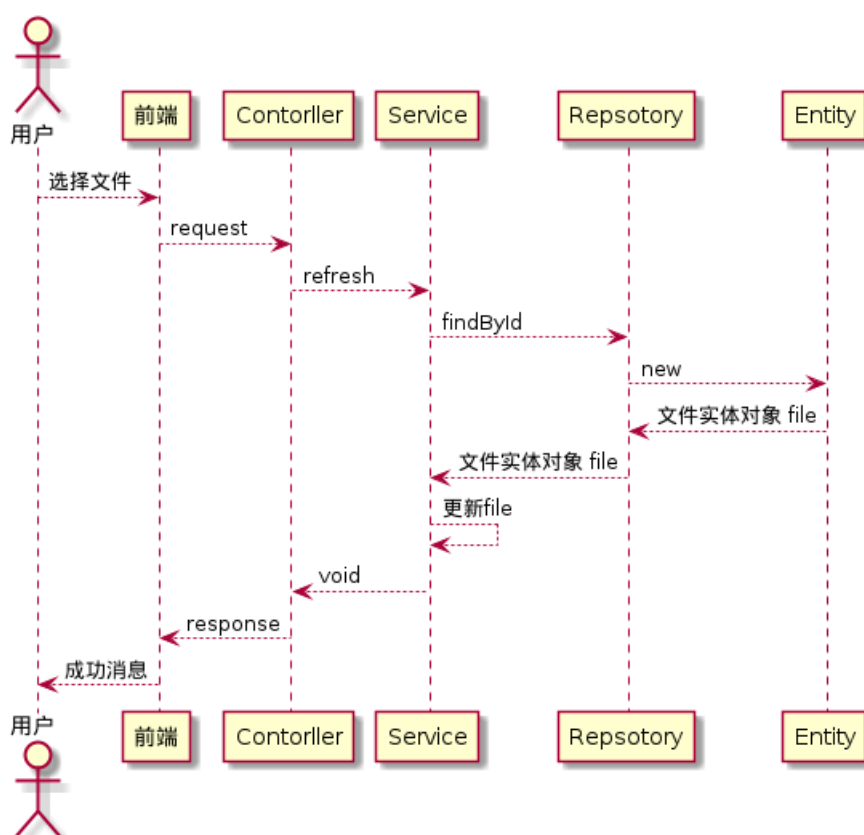 用户
前端
Contorller
Service
Repsotory
Entity
选择文件
request
refresh
findById
new
文件实体对象 file
文件实体对象 file
更新file
void
response
成功消息
用户
前端
Contorller
Service
Repsotory
Entity